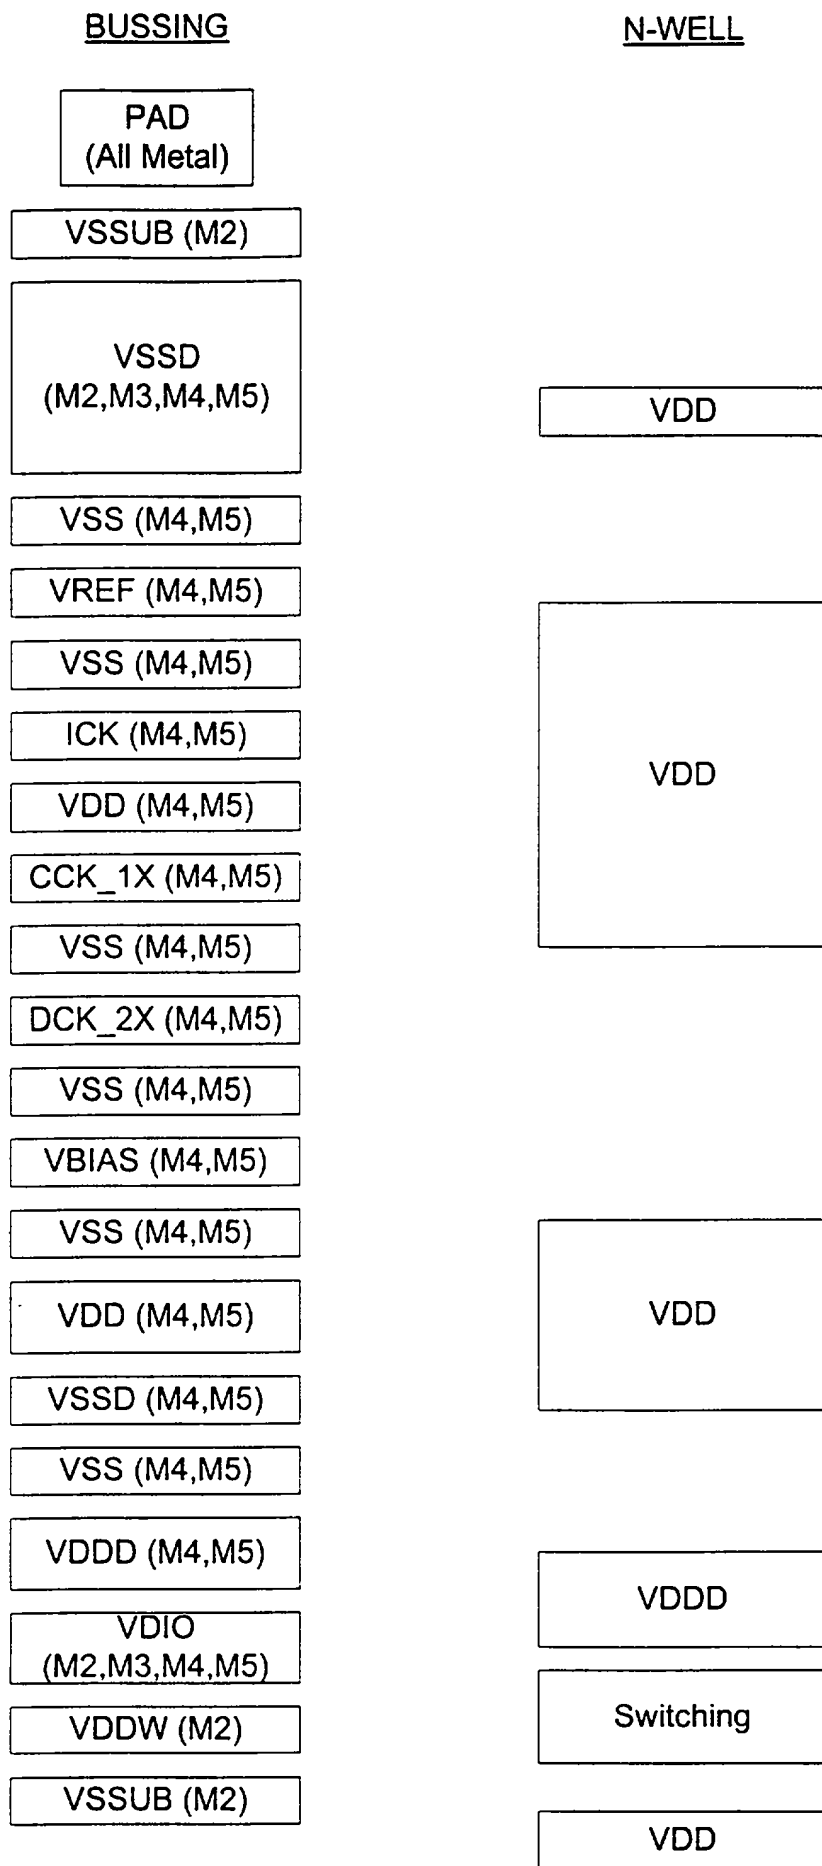 BUSSING
PAD
(All Metal)
VSSUB (M2)
VSSD
(M2,M3,M4,M5)
VSS (M4,M5)
VREF (M4,M5)
VSS (M4,M5)
ICK (M4,M5)
VDD (M4,M5)
CCK_1X (M4,M5)
VSS (M4,M5)
DCK_2X (M4,M5)
VSS (M4,M5)
VBIAS (M4,M5)
VSS (M4,M5)
VDD (M4,M5)
VSSD (M4,M5)
VSS (M4,M5)
VDDD (M4,M5)
VDIO
(M2,M3,M4,M5)
VDDW (M2)
VSSUB (M2)
N-WELL
VDD
VDD
VDD
VDDD
Switching
VDD